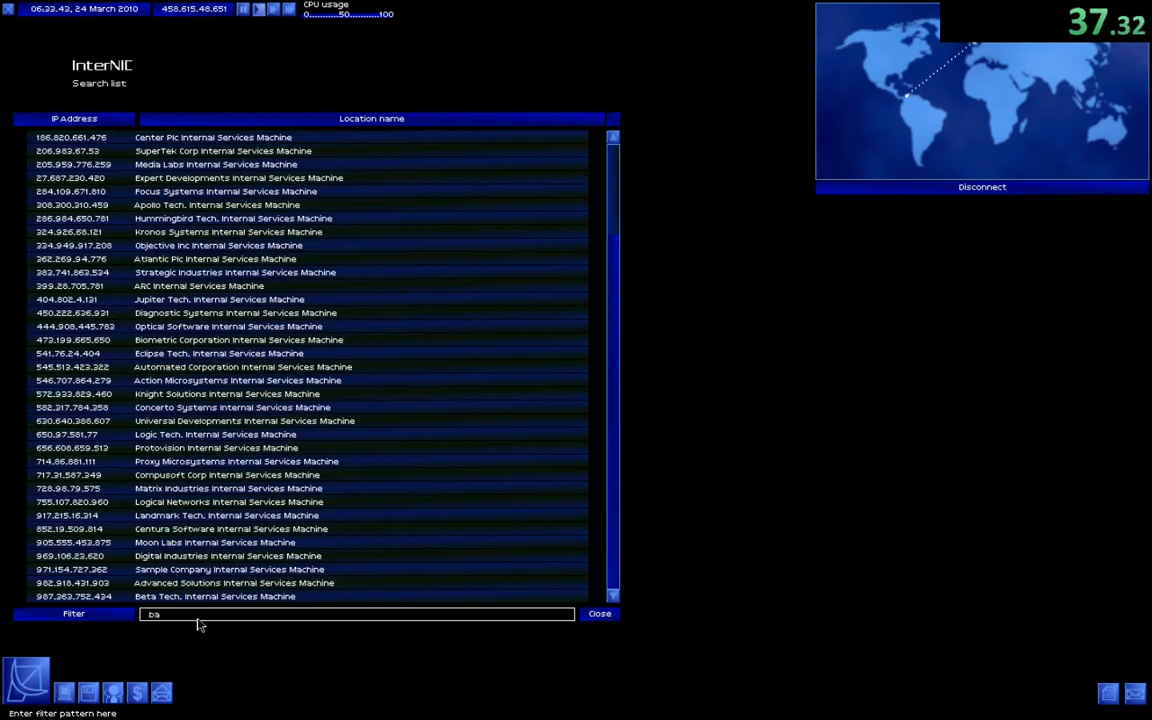 06:33.43, 24 March 2010
458.615.48.651
CPU usage
0...........50...........100
37.32
InterNIC
Search list
IP Address Location name
186.820.661.476 Center Plc Internal Services Machine
206.983.67.53 SuperTek Corp Internal Services Machine
205.959.776.259 Media Labs Internal Services Machine
27.687.230.420 Expert Developments Internal Services Machine
284.109.671.810 Focus Systems Internal Services Machine
308.300.310.459 Apollo Tech. Internal Services Machine
286.984.650.781 Hummingbird Tech. Internal Services Machine
324.926.68.121 Kronos Systems Internal Services Machine
334.949.917.208 Objective Inc Internal Services Machine
362.269.94.776 Atlantic Plc Internal Services Machine
383.741.863.534 Strategic Industries Internal Services Machine
399.28.705.781 ARC Internal Services Machine
404.802.4.131 Jupiter Tech. Internal Services Machine
450.222.636.931 Diagnostic Systems Internal Services Machine
444.908.445.783 Optical Software Internal Services Machine
473.199.665.650 Biometric Corporation Internal Services Machine
541.76.24.404 Eclipse Tech. Internal Services Machine
545.513.423.322 Automated Corporation Internal Services Machine
546.707.864.279 Action Microsystems Internal Services Machine
572.933.829.460 Knight Solutions Internal Services Machine
582.317.784.358 Concerto Systems Internal Services Machine
630.640.388.607 Universal Developments Internal Services Machine
650.97.581.77 Logic Tech. Internal Services Machine
656.608.659.513 Protovision Internal Services Machine
714.86.881.111 Proxy Microsystems Internal Services Machine
717.31.587.349 Compusoft Corp Internal Services Machine
728.98.79.575 Matrix Industries Internal Services Machine
755.107.820.960 Logical Networks Internal Services Machine
917.215.16.314 Landmark Tech. Internal Services Machine
852.19.509.814 Centura Software Internal Services Machine
905.555.453.875 Moon Labs Internal Services Machine
969.106.23.620 Digital Industries Internal Services Machine
971.154.727.362 Sample Company Internal Services Machine
982.918.431.903 Advanced Solutions Internal Services Machine
987.363.752.434 Beta Tech. Internal Services Machine
Filter ba Close
Disconnect
Enter filter pattern here